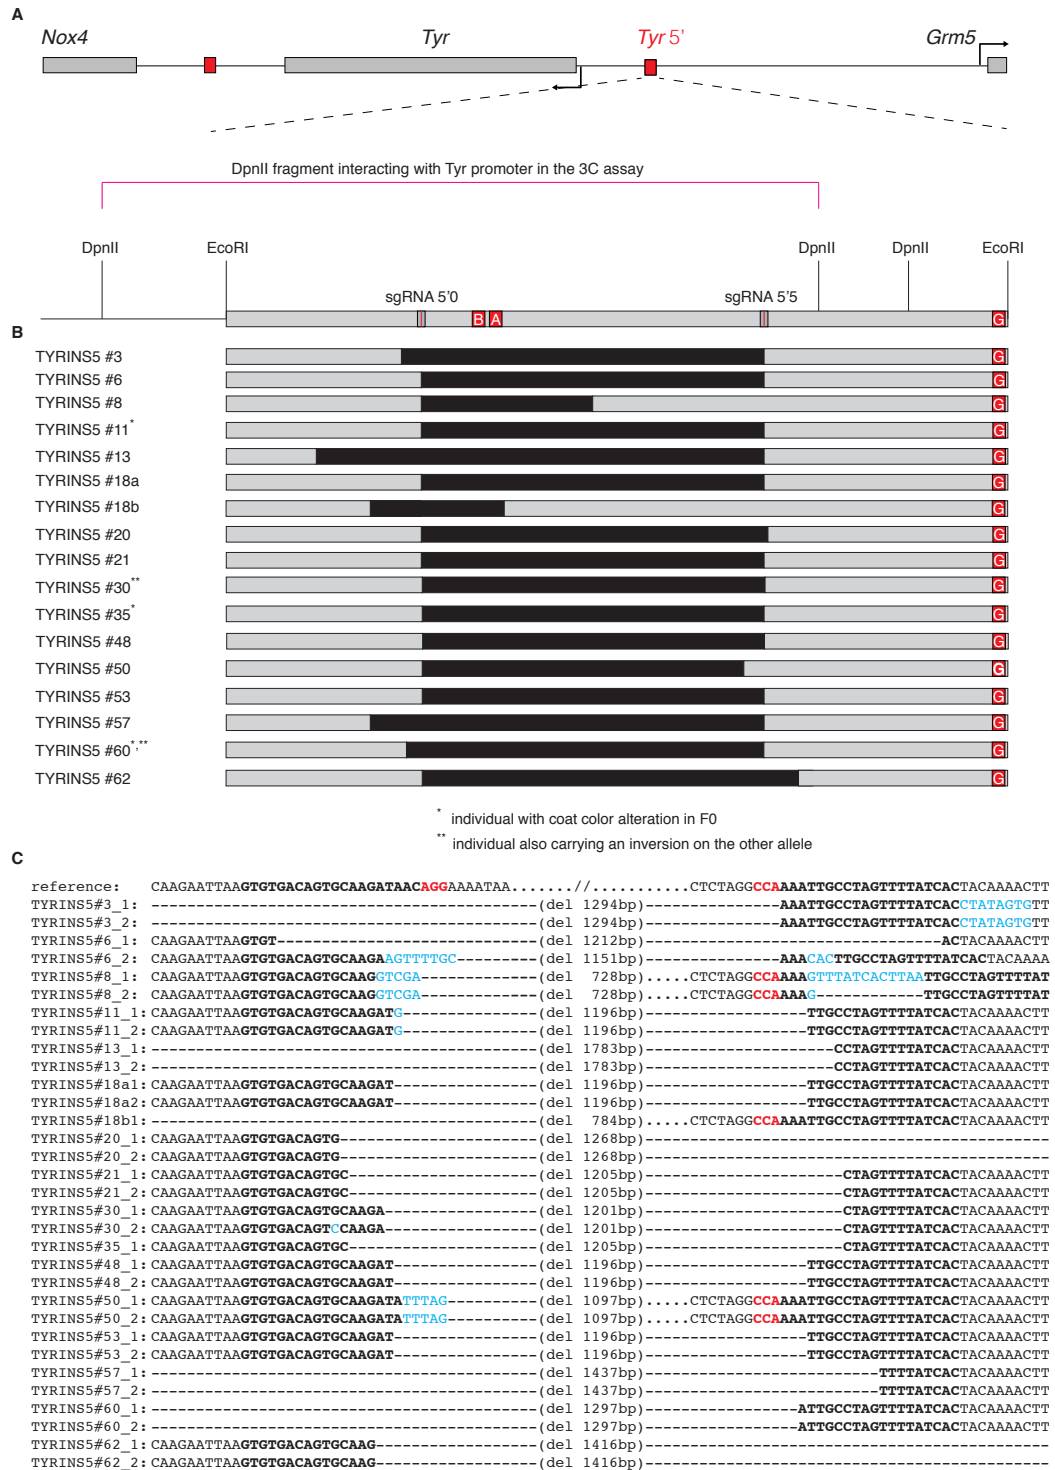 A
Nox4 Tyr Tyr 5' Grm5
DpnII fragment interacting with Tyr promoter in the 3C assay
DpnII EcoRI DpnII DpnII EcoRI
sgRNA 5'0 sgRNA 5'5
B A G
B
TYRINS5 #3 G
TYRINS5 #6 G
TYRINS5 #8 G
TYRINS5 #11* G
TYRINS5 #13 G
TYRINS5 #18a G
TYRINS5 #18b G
TYRINS5 #20 G
TYRINS5 #21 G
TYRINS5 #30** G
TYRINS5 #35* G
TYRINS5 #48 G
TYRINS5 #50 G
TYRINS5 #53 G
TYRINS5 #57 G
TYRINS5 #60*,** G
TYRINS5 #62 G
* individual with coat color alteration in F0
** individual also carrying an inversion on the other allele
C
reference: CAAGAATTAAGTGTGACAGTGCAAGATAACAGGAAAATAA.......//..........CTCTAGGCCAAAATTGCCTAGTTTTATCACTACAAAACTT
TYRINS5#3_1:-------------------------------------------(del 1294bp)---------------AAATTGCCTAGTTTTATCACCTATAGTGTT
TYRINS5#3_2:-------------------------------------------(del 1294bp)---------------AAATTGCCTAGTTTTATCACCTATAGTGTT
TYRINS5#6_1:CAAGAATTAAGTGT-----------------------------(del 1212bp)---------------------------------ACTACAAAACTT
TYRINS5#6_2:CAAGAATTAAGTGTGACAGTGCAAGAAGTTTTGC---------(del 1151bp)---------------AAACACTTGCCTAGTTTTATCACTACAAAA
TYRINS5#8_1:CAAGAATTAAGTGTGACAGTGCAAGGTCGA-------------(del 728bp).....CTCTAGGCCAAAAGTTTATCACTTAATTGCCTAGTTTTAT
TYRINS5#8_2:CAAGAATTAAGTGTGACAGTGCAAGGTCGA-------------(del 728bp).....CTCTAGGCCAAAAG------------TTGCCTAGTTTTAT
TYRINS5#11_1:CAAGAATTAAGTGTGACAGTGCAAGATG---------------(del 1196bp)------------------TTGCCTAGTTTTATCACTACAAAACTT
TYRINS5#11_2:CAAGAATTAAGTGTGACAGTGCAAGATG---------------(del 1196bp)------------------TTGCCTAGTTTTATCACTACAAAACTT
TYRINS5#13_1:-------------------------------------------(del 1783bp)---------------------CCTAGTTTTATCACTACAAAACTT
TYRINS5#13_2:-------------------------------------------(del 1783bp)---------------------CCTAGTTTTATCACTACAAAACTT
TYRINS5#18a1:CAAGAATTAAGTGTGACAGTGCAAGAT----------------(del 1196bp)------------------TTGCCTAGTTTTATCACTACAAAACTT
TYRINS5#18a2:CAAGAATTAAGTGTGACAGTGCAAGAT----------------(del 1196bp)------------------TTGCCTAGTTTTATCACTACAAAACTT
TYRINS5#18b1:-------------------------------------------(del 784bp).....CTCTAGGCCAAAATTGCCTAGTTTTATCACTACAAAACTT
TYRINS5#20_1:CAAGAATTAAGTGTGACAGTG----------------------(del 1268bp)---------------------------------------------
TYRINS5#20_2:CAAGAATTAAGTGTGACAGTG----------------------(del 1268bp)---------------------------------------------
TYRINS5#21_1:CAAGAATTAAGTGTGACAGTGC---------------------(del 1205bp)----------------------CTAGTTTTATCACTACAAAACTT
TYRINS5#21_2:CAAGAATTAAGTGTGACAGTGC---------------------(del 1205bp)----------------------CTAGTTTTATCACTACAAAACTT
TYRINS5#30_1:CAAGAATTAAGTGTGACAGTGCAAGA-----------------(del 1201bp)----------------------CTAGTTTTATCACTACAAAACTT
TYRINS5#30_2:CAAGAATTAAGTGTGACAGTCCAAGA-----------------(del 1201bp)----------------------CTAGTTTTATCACTACAAAACTT
TYRINS5#35_1:CAAGAATTAAGTGTGACAGTGC---------------------(del 1205bp)----------------------CTAGTTTTATCACTACAAAACTT
TYRINS5#48_1:CAAGAATTAAGTGTGACAGTGCAAGAT----------------(del 1196bp)------------------TTGCCTAGTTTTATCACTACAAAACTT
TYRINS5#48_2:CAAGAATTAAGTGTGACAGTGCAAGAT----------------(del 1196bp)------------------TTGCCTAGTTTTATCACTACAAAACTT
TYRINS5#50_1:CAAGAATTAAGTGTGACAGTGCAAGATATTTAG----------(del 1097bp).....CTCTAGGCCAAAATTGCCTAGTTTTATCACTACAAAACTT
TYRINS5#50_2:CAAGAATTAAGTGTGACAGTGCAAGATATTTAG----------(del 1097bp).....CTCTAGGCCAAAATTGCCTAGTTTTATCACTACAAAACTT
TYRINS5#53_1:CAAGAATTAAGTGTGACAGTGCAAGAT----------------(del 1196bp)------------------TTGCCTAGTTTTATCACTACAAAACTT
TYRINS5#53_2:CAAGAATTAAGTGTGACAGTGCAAGAT----------------(del 1196bp)------------------TTGCCTAGTTTTATCACTACAAAACTT
TYRINS5#57_1:-------------------------------------------(del 1437bp)--------------------------TTTTATCACTACAAAACTT
TYRINS5#57_2:-------------------------------------------(del 1437bp)--------------------------TTTTATCACTACAAAACTT
TYRINS5#60_1:-------------------------------------------(del 1297bp)-----------------ATTGCCTAGTTTTATCACTACAAAACTT
TYRINS5#60_2:-------------------------------------------(del 1297bp)-----------------ATTGCCTAGTTTTATCACTACAAAACTT
TYRINS5#62_1:CAAGAATTAAGTGTGACAGTGCAAG------------------(del 1416bp)---------------------------------------------
TYRINS5#62_2:CAAGAATTAAGTGTGACAGTGCAAG------------------(del 1416bp)---------------------------------------------